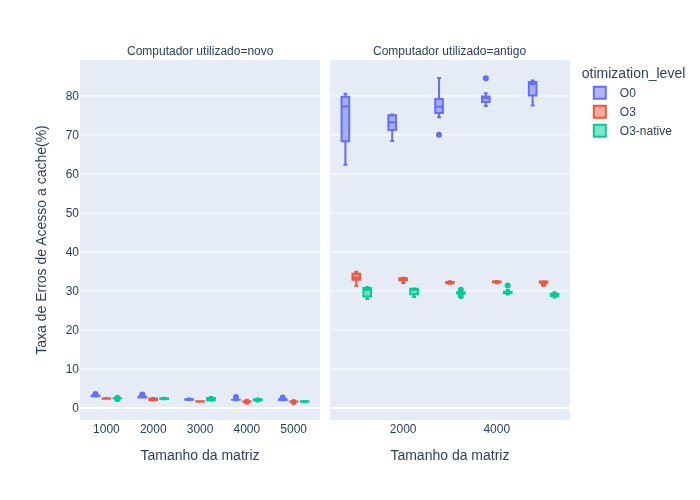 Computador utilizado=novo
Computador utilizado=antigo
otimization_level
O0
O3
O3-native
Taxa de Erros de Acesso a cache(%)
80
70
60
50
40
30
20
10
0
1000 2000 3000 4000 5000
2000 4000
Tamanho da matriz
Tamanho da matriz